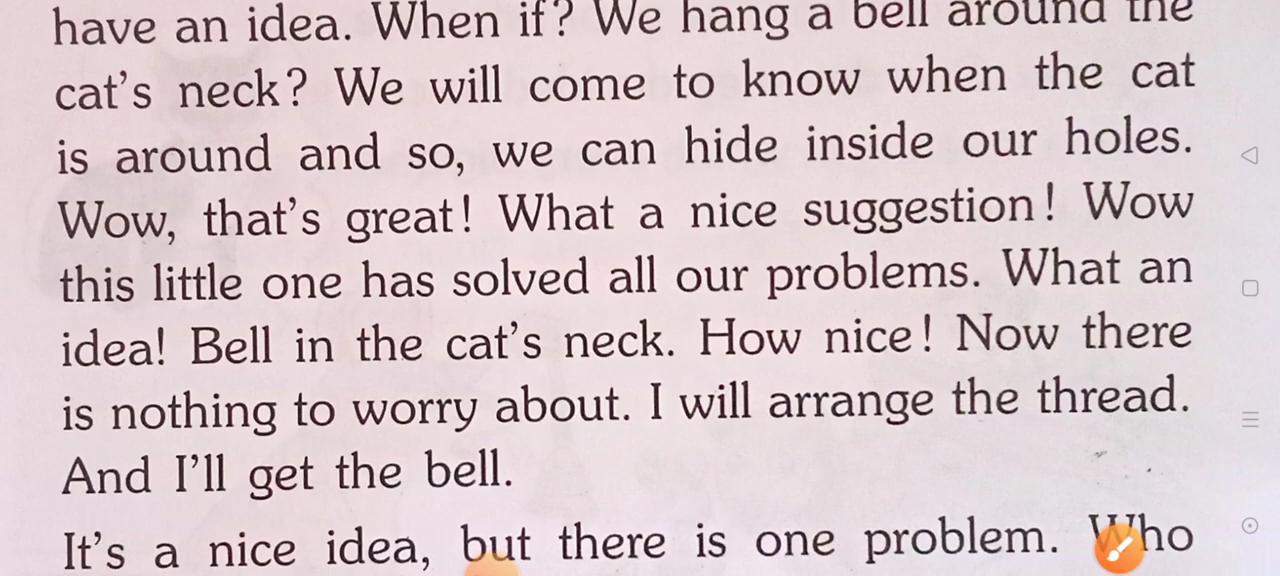 have an idea. When if? We hang a bell around the
cat's neck? We will come to know when the cat
is around and so, we can hide inside our holes.
Wow, that's great! What a nice suggestion! Wow
this little one has solved all our problems. What an
idea! Bell in the cat's neck. How nice! Now there
is nothing to worry about. I will arrange the thread.
And I'll get the bell.
It's a nice idea, but there is one problem. Who